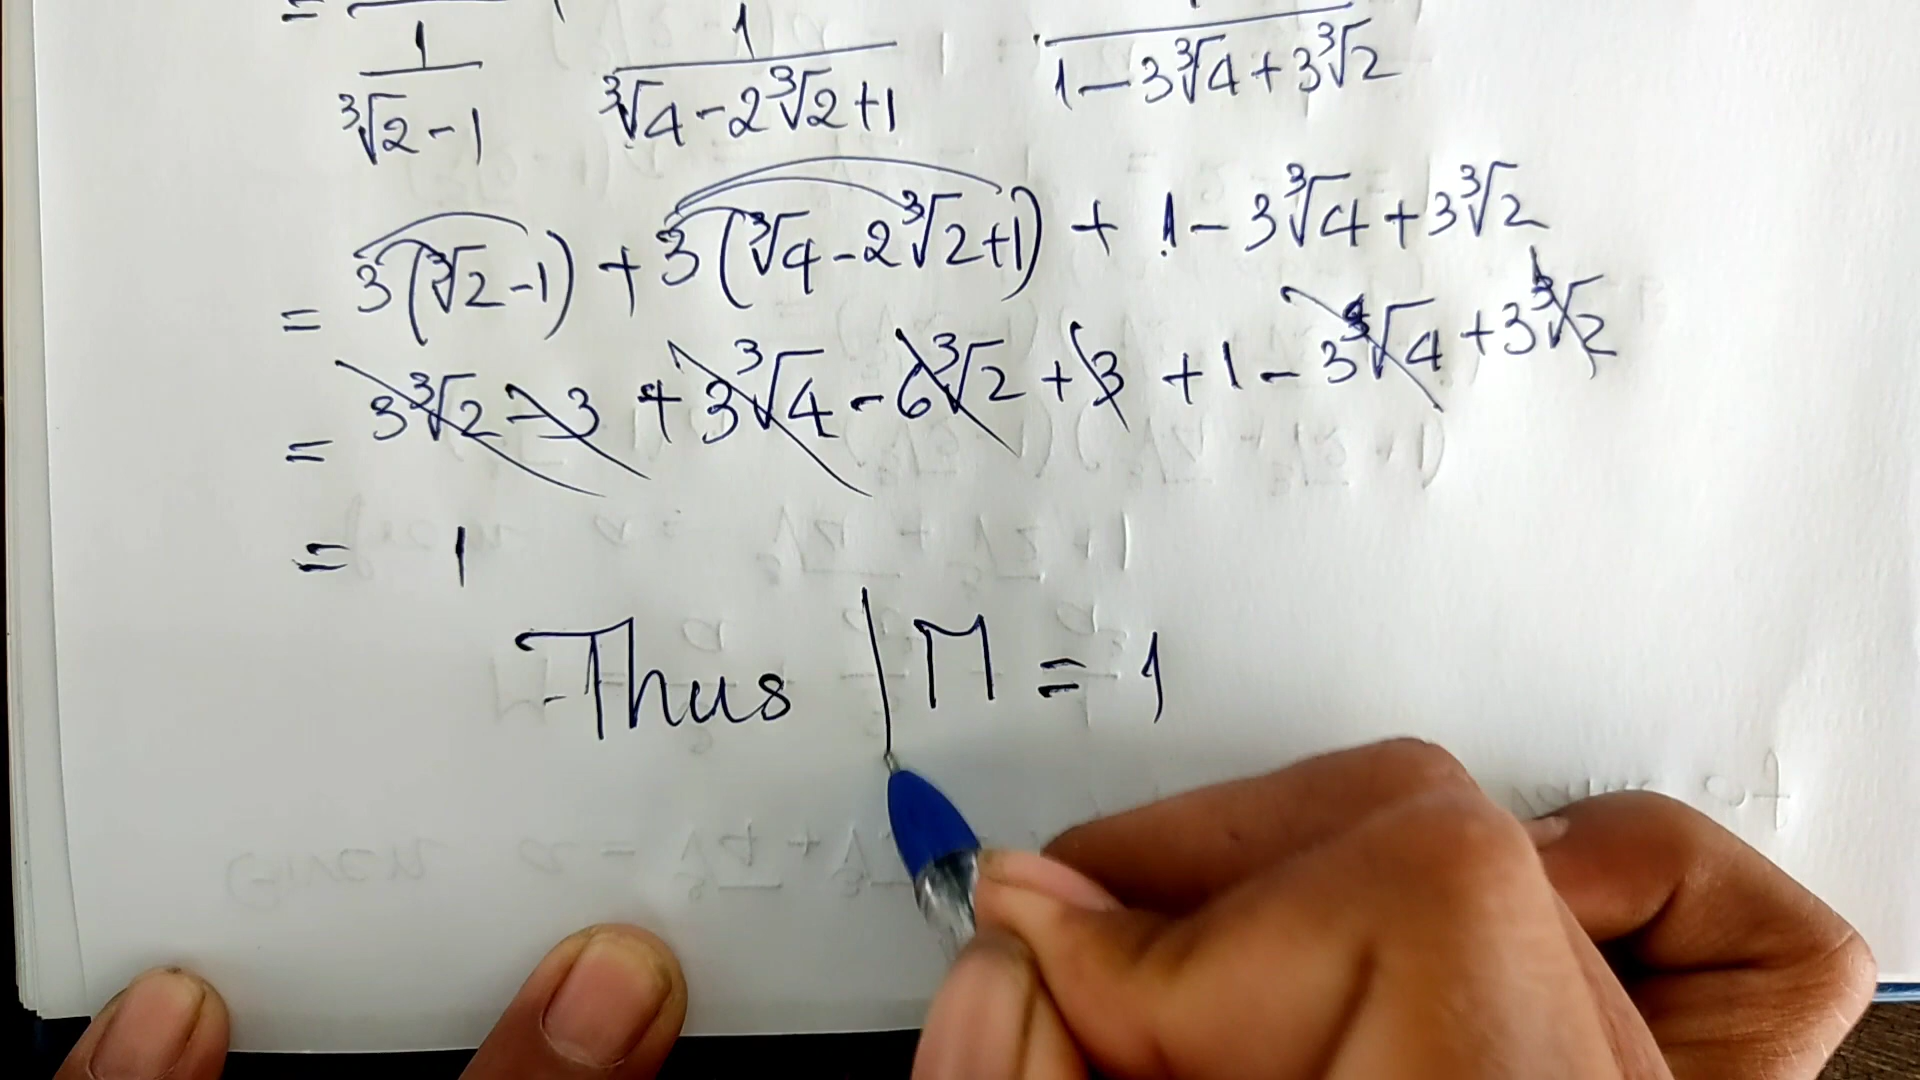 =
1 / (∛2 - 1)   1 / (∛4 - 2∛2 + 1)   / (1 - 3∛4 + 3∛2)
= 3(∛2 - 1) + 3(∛4 - 2∛2 + 1) + 1 - 3∛4 + 3∛2
= 3∛2 - 3 + 3∛4 - 6∛2 + 3 + 1 - 3∛4 + 3∛2
= 1
Thus | M = 1